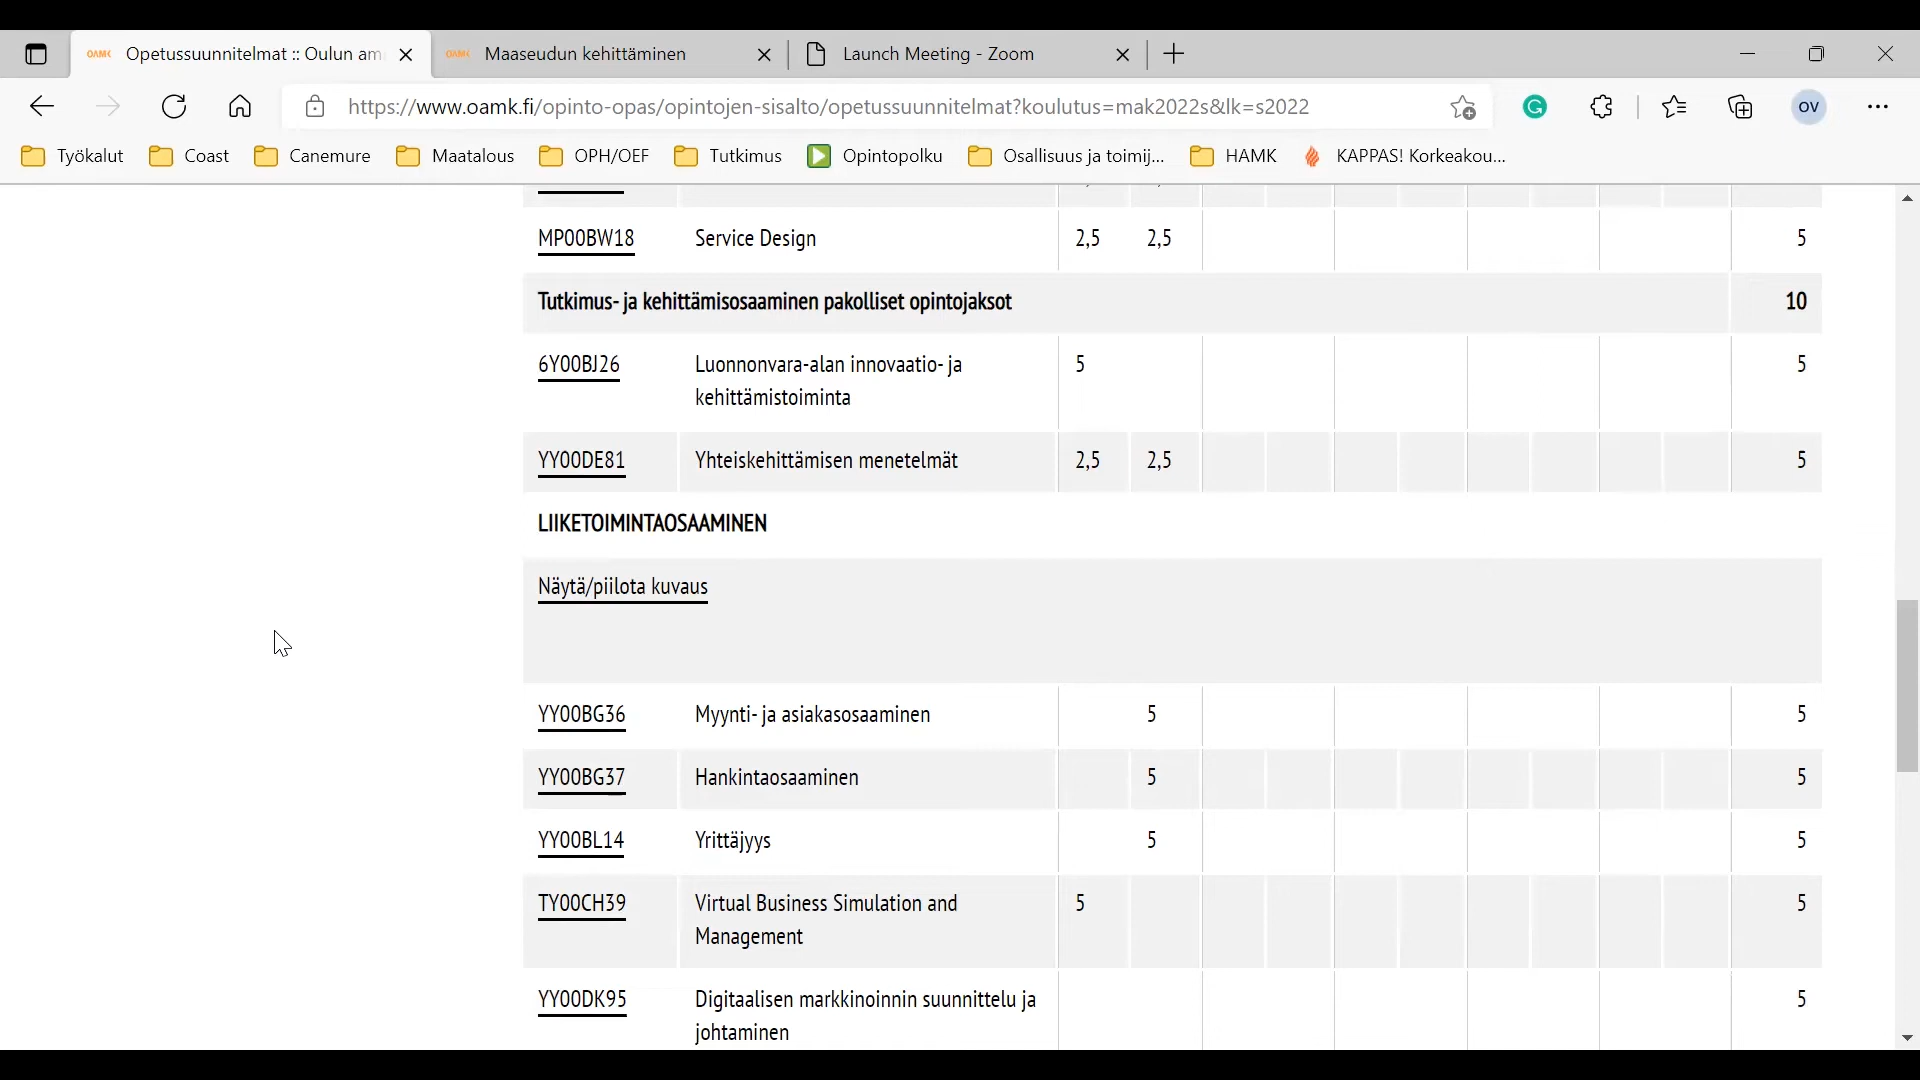 OAMK Opetussuunnitelmat :: Oulun am
OAMK Maaseudun kehittäminen
Launch Meeting - Zoom
https://www.oamk.fi/opinto-opas/opintojen-sisalto/opetussuunnitelmat?koulutus=mak2022s&lk=s2022
G
OV
Työkalut Coast Canemure Maatalous OPH/OEF Tutkimus Opintopolku Osallisuus ja toimij... HAMK KAPPAS! Korkeakou...
MP00BW18 Service Design 2,5 2,5 5
Tutkimus- ja kehittämisosaaminen pakolliset opintojaksot 10
6Y00BJ26 Luonnonvara-alan innovaatio- ja 5 5
kehittämistoiminta
YY00DE81 Yhteiskehittämisen menetelmät 2,5 2,5 5
LIIKETOIMINTAOSAAMINEN
Näytä/piilota kuvaus
YY00BG36 Myynti- ja asiakasosaaminen 5 5
YY00BG37 Hankintaosaaminen 5 5
YY00BL14 Yrittäjyys 5 5
TY00CH39 Virtual Business Simulation and 5 5
Management
YY00DK95 Digitaalisen markkinoinnin suunnittelu ja 5
johtaminen